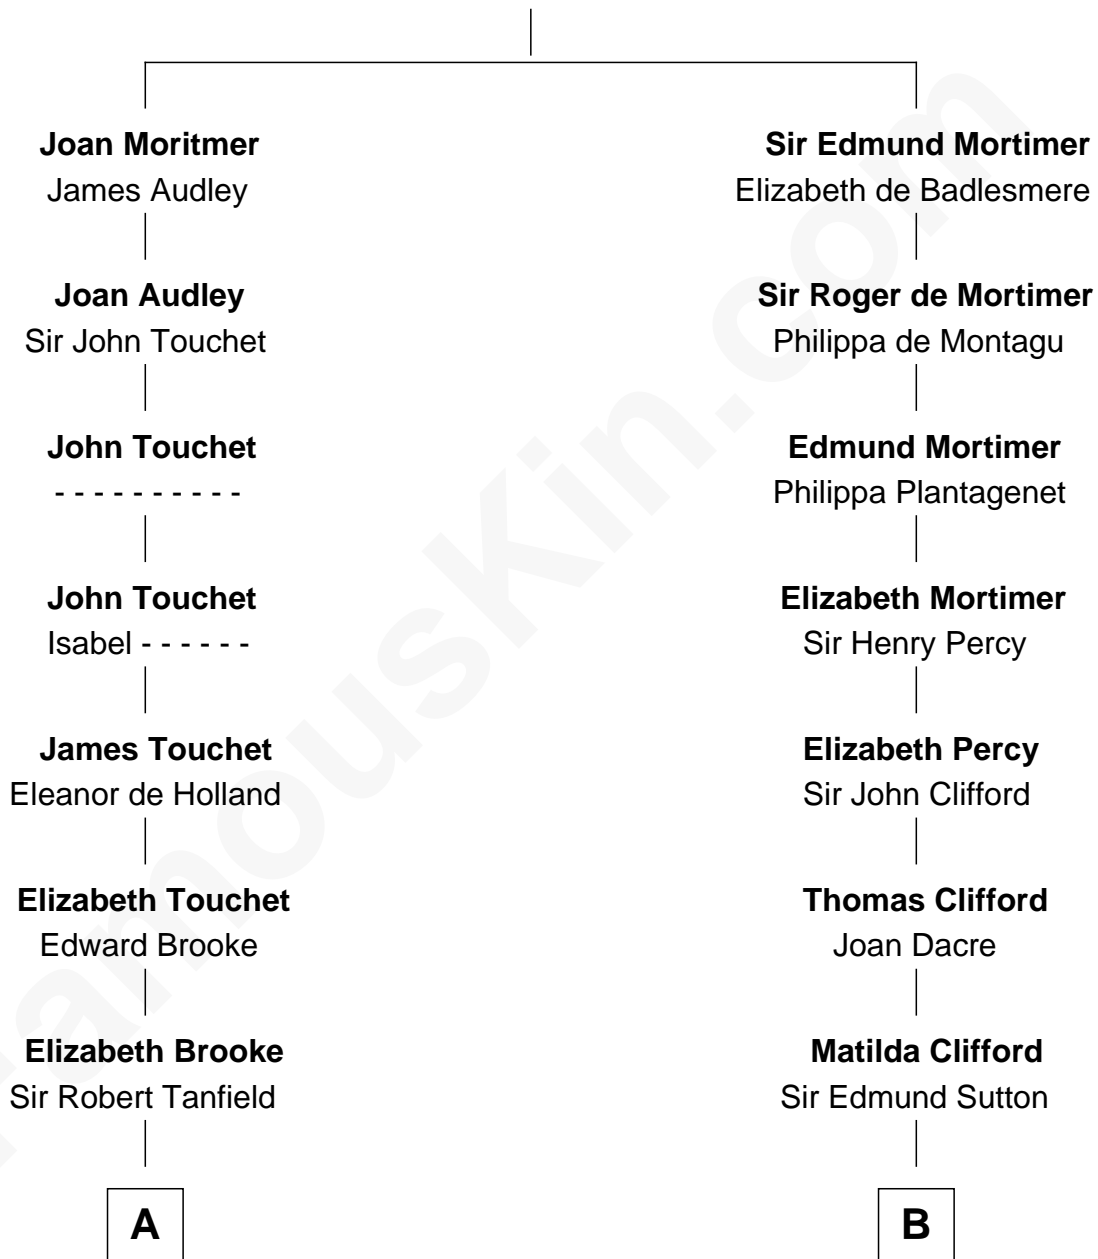 Joan Moritmer
James Audley
Joan Audley
Sir John Touchet
John Touchet
- - - - - - - - - -
John Touchet
Isabel - - - - - -
James Touchet
Eleanor de Holland
Elizabeth Touchet
Edward Brooke
Elizabeth Brooke
Sir Robert Tanfield
A
Sir Edmund Mortimer
Elizabeth de Badlesmere
Sir Roger de Mortimer
Philippa de Montagu
Edmund Mortimer
Philippa Plantagenet
Elizabeth Mortimer
Sir Henry Percy
Elizabeth Percy
Sir John Clifford
Thomas Clifford
Joan Dacre
Matilda Clifford
Sir Edmund Sutton
B
FamousKin.com